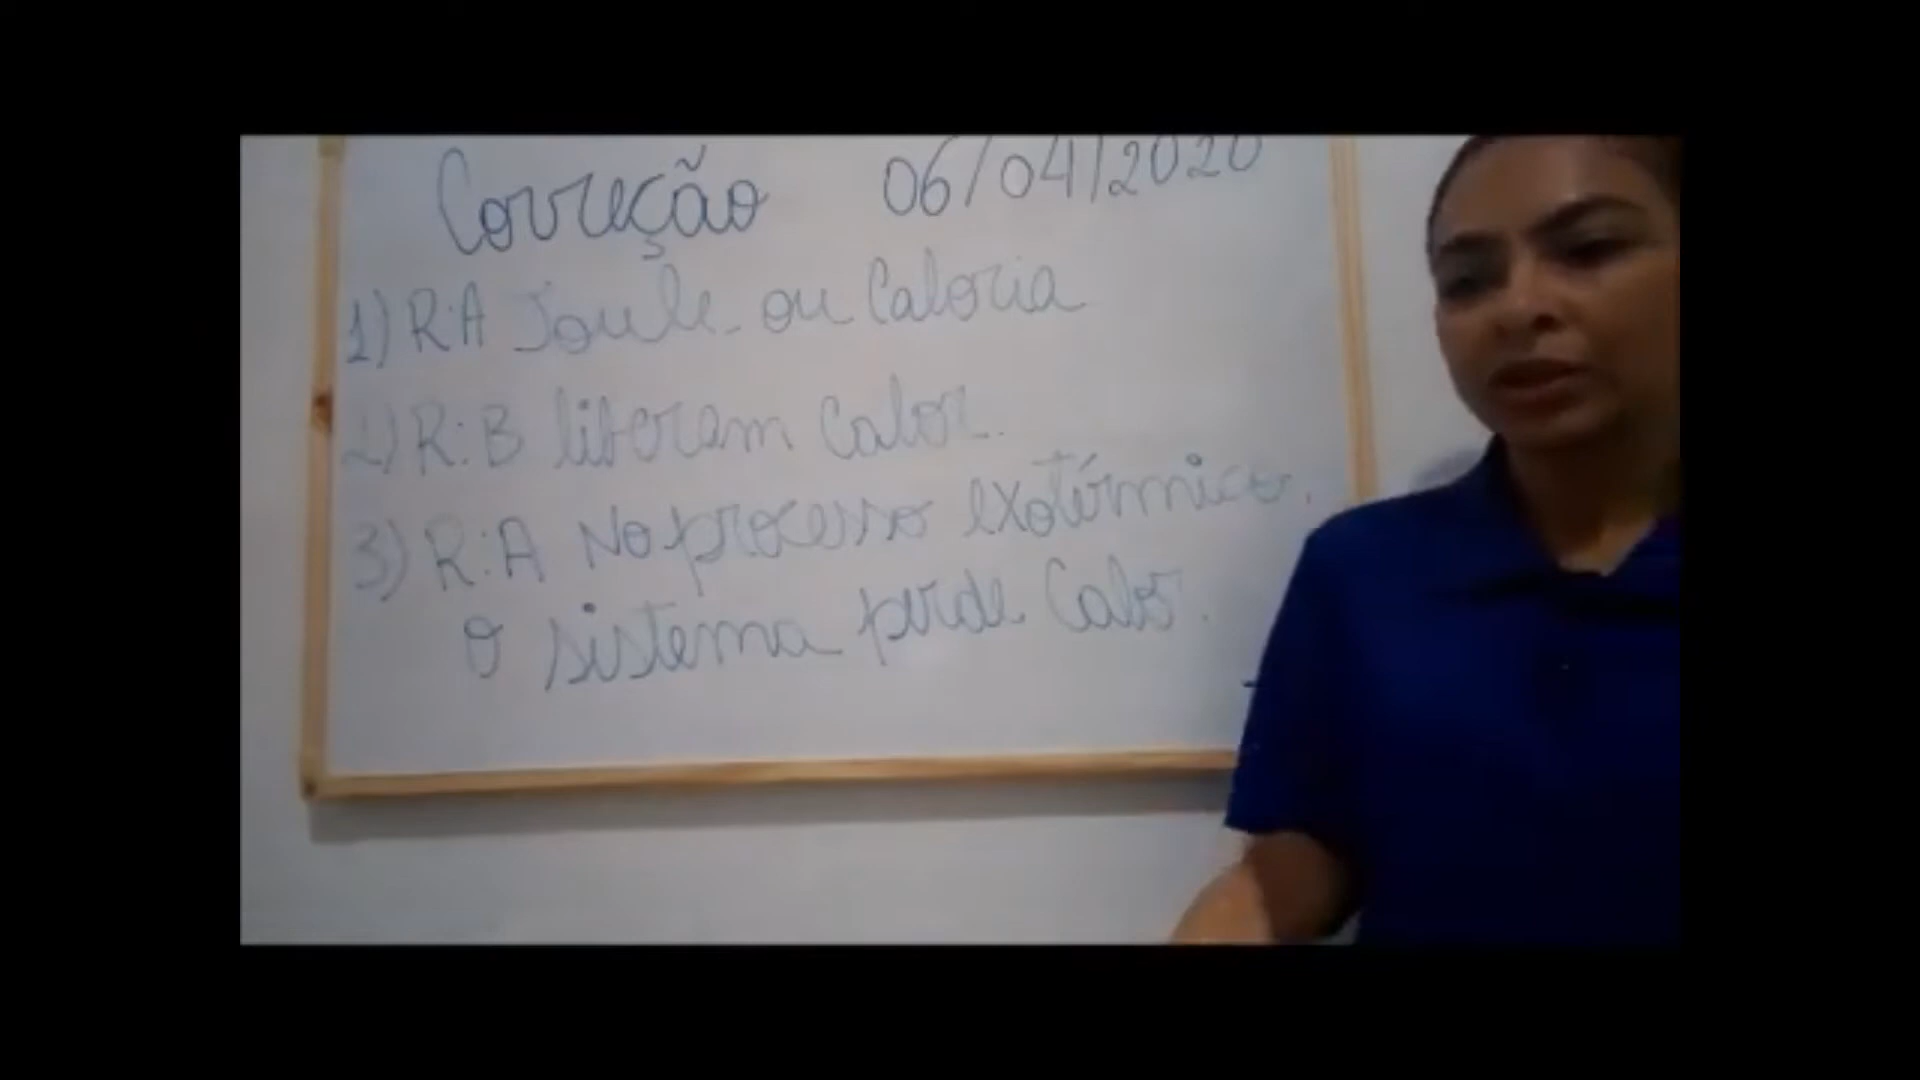 Correção 06/04/2020
1) R:A Joule ou Caloria
2) R:B liberam Calor.
3) R:A No processo exotérmico.
o sistema perde Calor.